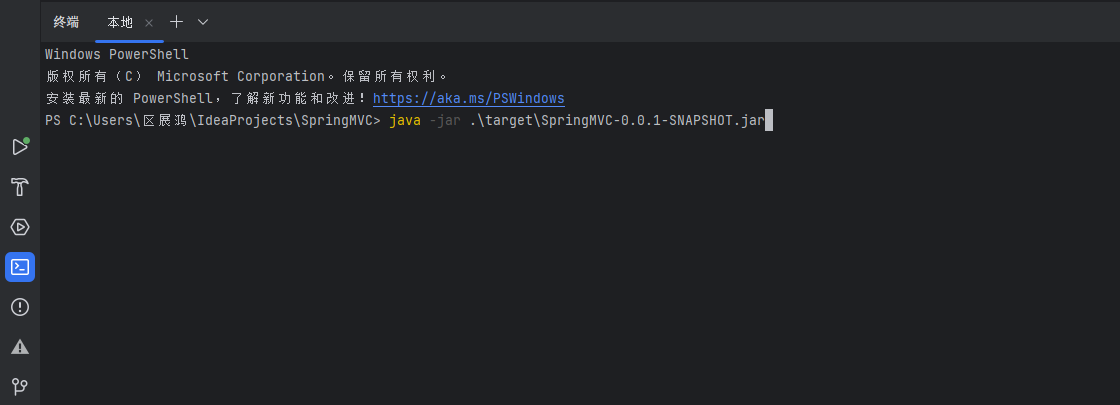 终端 本地
Windows PowerShell
版权所有（C） Microsoft Corporation。保留所有权利。
安装最新的 PowerShell，了解新功能和改进！https://aka.ms/PSWindows
PS C:\Users\区展鸿\IdeaProjects\SpringMVC> java -jar .\target\SpringMVC-0.0.1-SNAPSHOT.jar